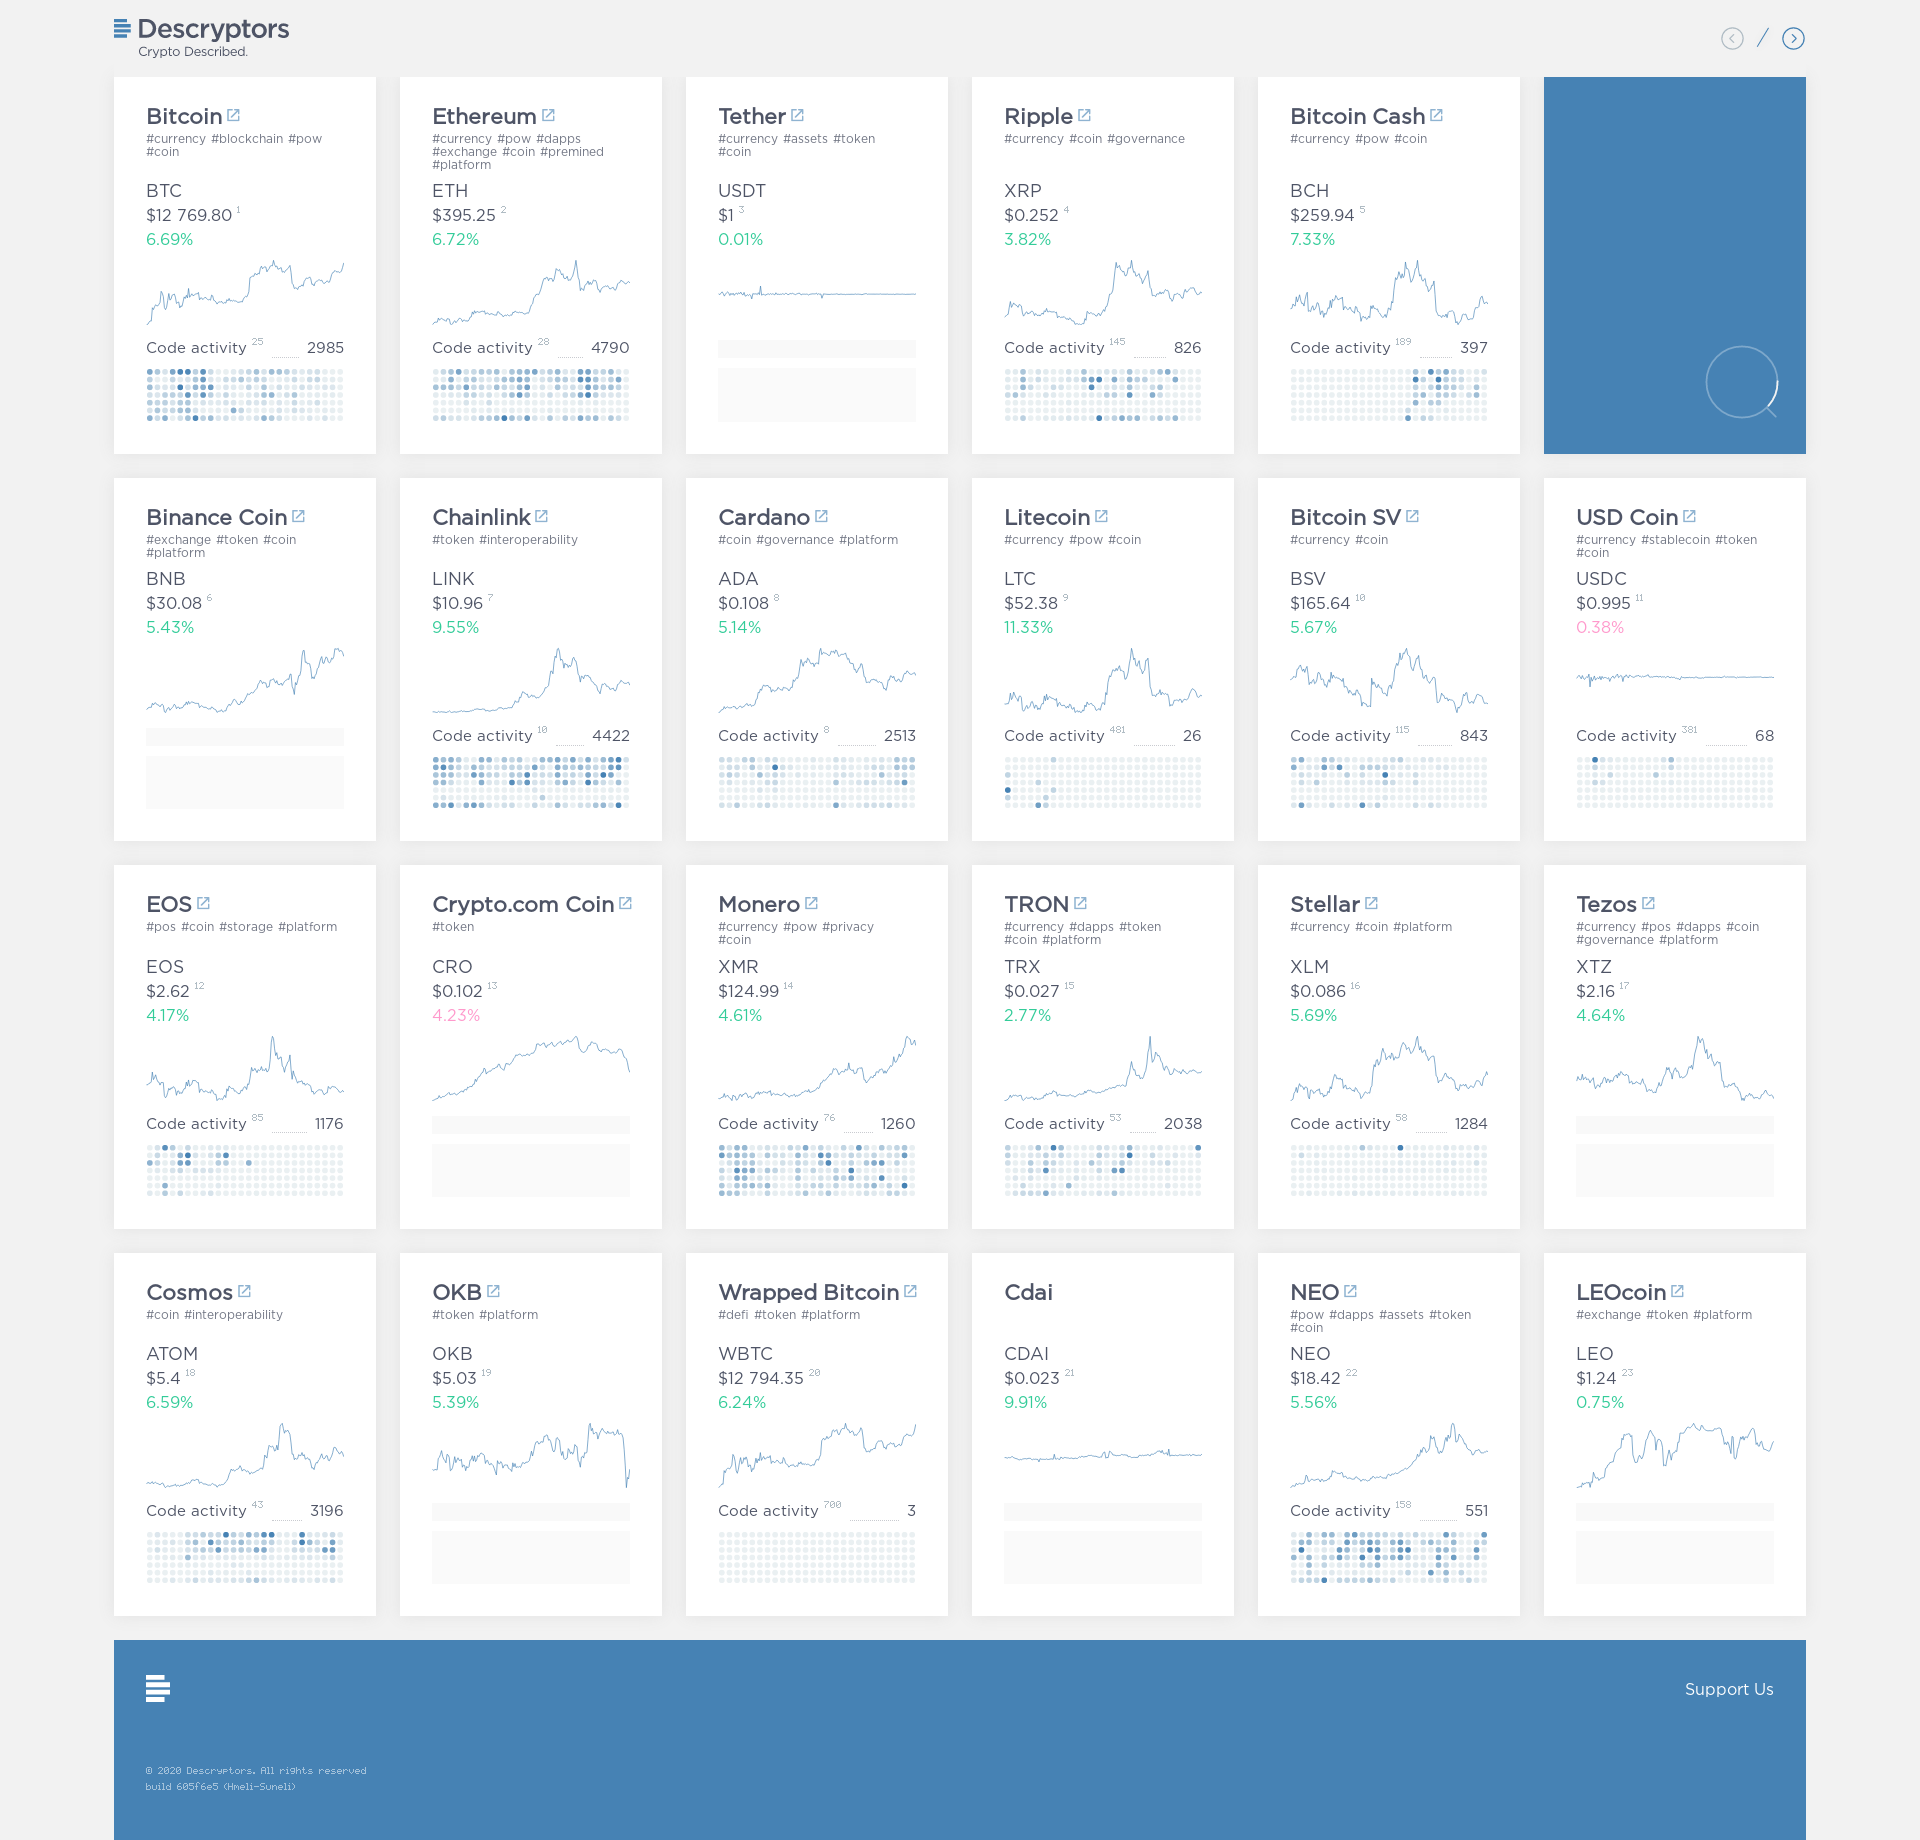 Descryptors
Crypto Described.
Bitcoin
#currency #blockchain #pow
#coin
BTC
$12 769.80 1
6.69%
Code activity 25 2985
Ethereum
#currency #pow #dapps
#exchange #coin #premined
#platform
ETH
$395.25 2
6.72%
Code activity 28 4790
Tether
#currency #assets #token
#coin
USDT
$1 3
0.01%
Ripple
#currency #coin #governance
XRP
$0.252 4
3.82%
Code activity 145 826
Bitcoin Cash
#currency #pow #coin
BCH
$259.94 5
7.33%
Code activity 189 397
Binance Coin
#exchange #token #coin
#platform
BNB
$30.08 6
5.43%
Chainlink
#token #interoperability
LINK
$10.96 7
9.55%
Code activity 10 4422
Cardano
#coin #governance #platform
ADA
$0.108 8
5.14%
Code activity 8 2513
Litecoin
#currency #pow #coin
LTC
$52.38 9
11.33%
Code activity 481 26
Bitcoin SV
#currency #coin
BSV
$165.64 10
5.67%
Code activity 115 843
USD Coin
#currency #stablecoin #token
#coin
USDC
$0.995 11
0.38%
Code activity 381 68
EOS
#pos #coin #storage #platform
EOS
$2.62 12
4.17%
Code activity 85 1176
Crypto.com Coin
#token
CRO
$0.102 13
4.23%
Monero
#currency #pow #privacy
#coin
XMR
$124.99 14
4.61%
Code activity 76 1260
TRON
#currency #dapps #token
#coin #platform
TRX
$0.027 15
2.77%
Code activity 53 2038
Stellar
#currency #coin #platform
XLM
$0.086 16
5.69%
Code activity 58 1284
Tezos
#currency #pos #dapps #coin
#governance #platform
XTZ
$2.16 17
4.64%
Cosmos
#coin #interoperability
ATOM
$5.4 18
6.59%
Code activity 43 3196
OKB
#token #platform
OKB
$5.03 19
5.39%
Wrapped Bitcoin
#defi #token #platform
WBTC
$12 794.35 20
6.24%
Code activity 700 3
Cdai
CDAI
$0.023 21
9.91%
NEO
#pow #dapps #assets #token
#coin
NEO
$18.42 22
5.56%
Code activity 158 551
LEOcoin
#exchange #token #platform
LEO
$1.24 23
0.75%
Support Us
© 2020 Descryptors. All rights reserved
build 605f6e5 (Hmeli-Suneli)